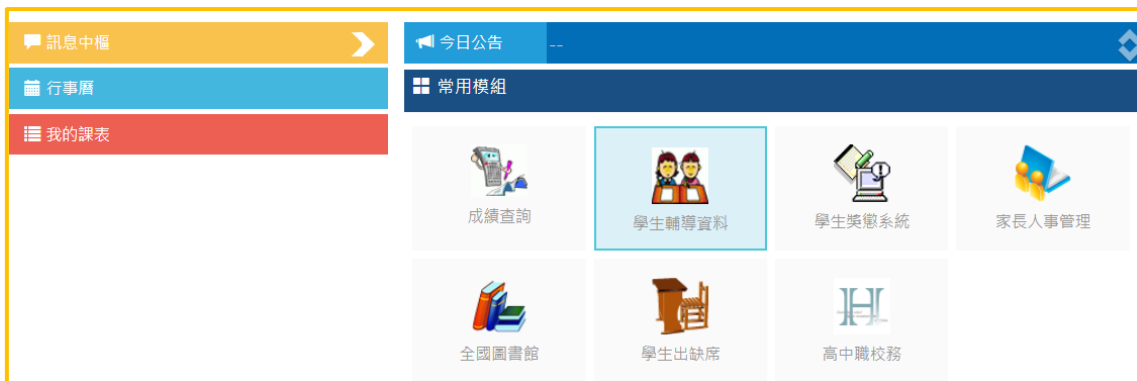 訊息中樞
行事曆
我的課表
今日公告 --
常用模組
成績查詢 學生輔導資料 學生獎懲系統 家長人事管理
全國圖書館 學生出缺席 高中職校務